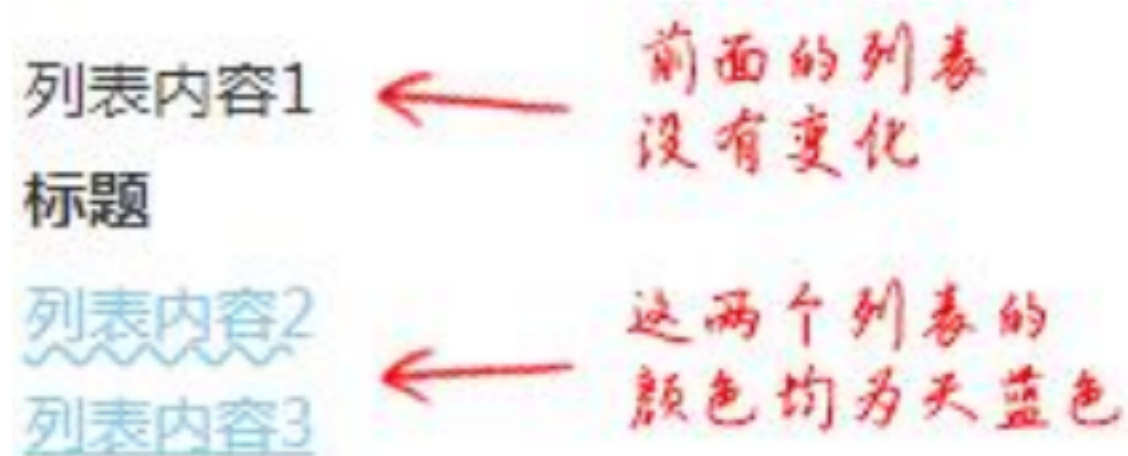 列表内容1
前面的列表
没有变化
标题
列表内容2
这两个列表的
颜色均为天蓝色
列表内容3